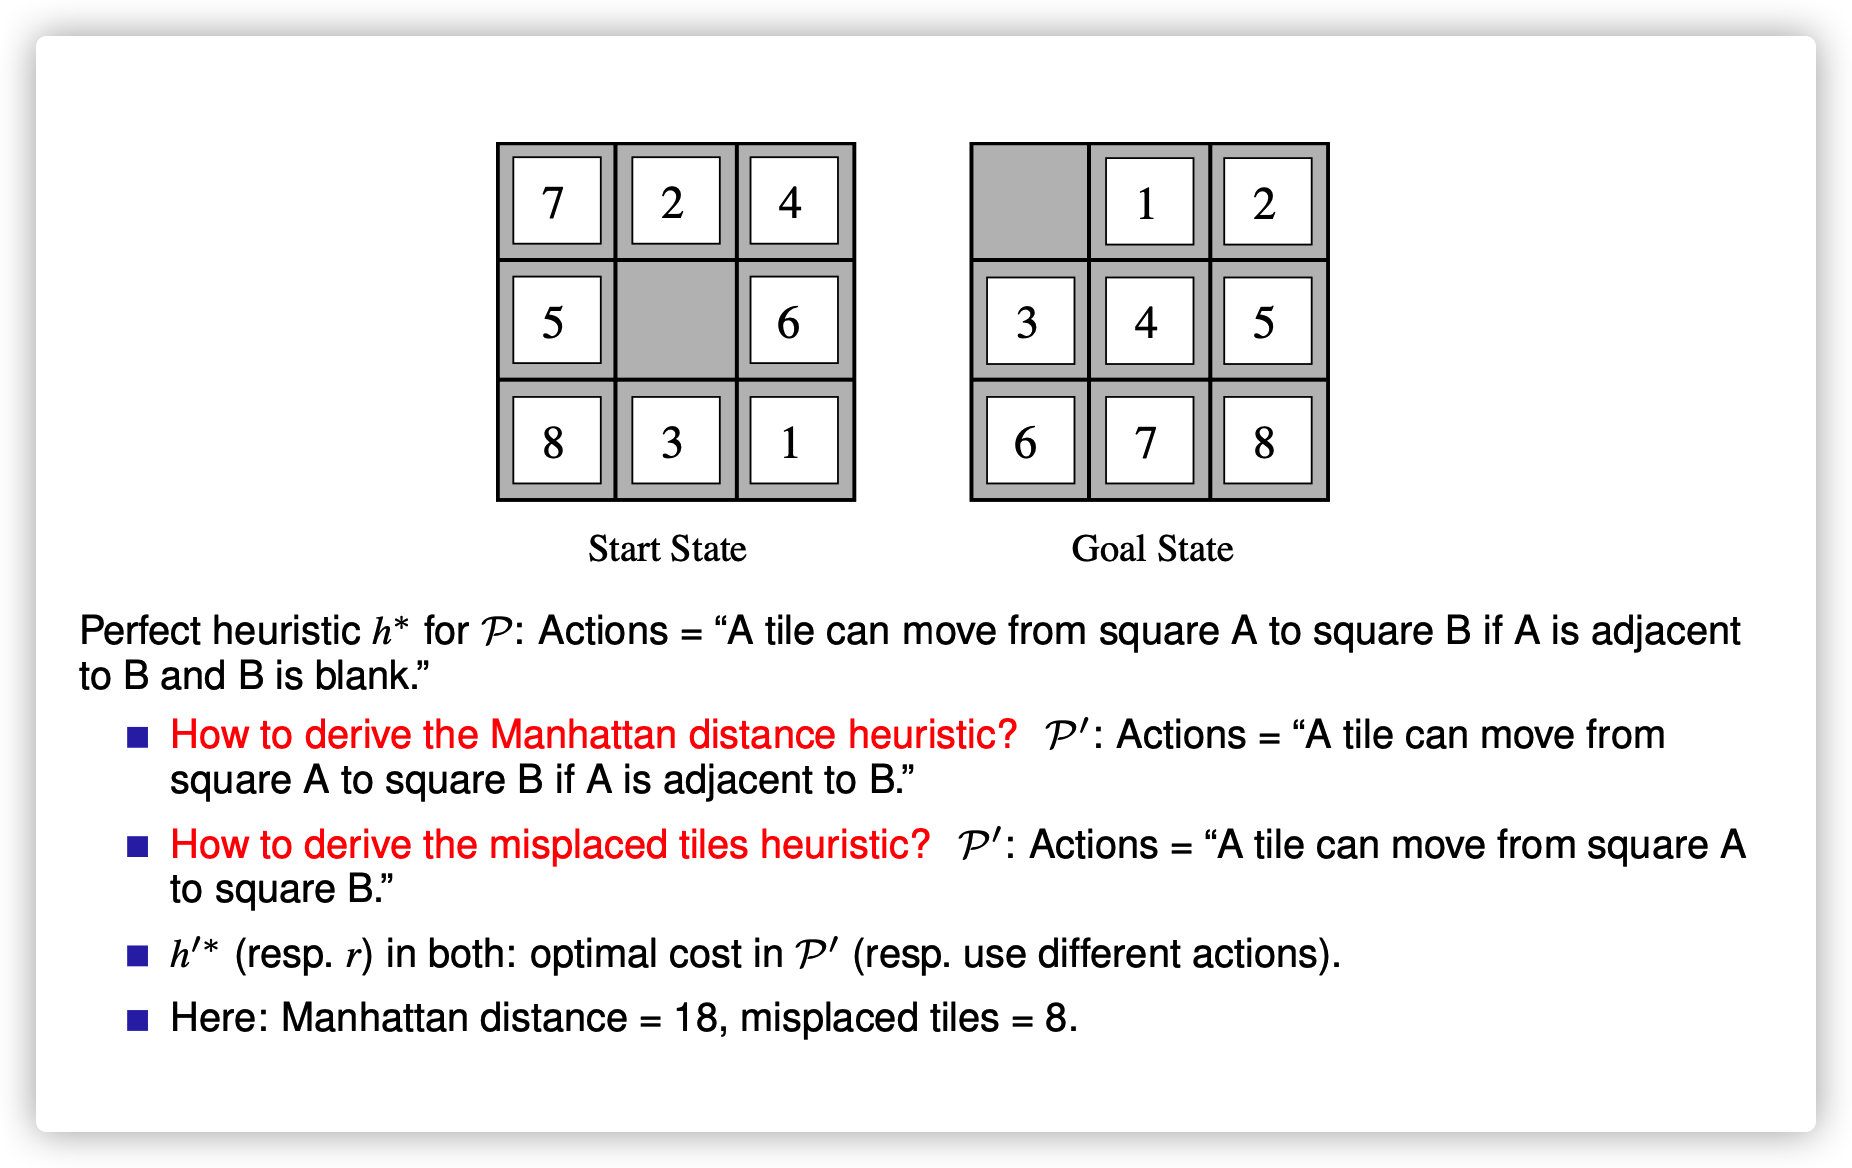 7 2 4 1 2
5 6 3 4 5
8 3 1 6 7 8
Start State Goal State
Perfect heuristic h* for 𝒫: Actions = “A tile can move from square A to square B if A is adjacent
to B and B is blank.”
How to derive the Manhattan distance heuristic? 𝒫′: Actions = “A tile can move from
square A to square B if A is adjacent to B.”
How to derive the misplaced tiles heuristic? 𝒫′: Actions = “A tile can move from square A
to square B.”
h′* (resp. r) in both: optimal cost in 𝒫′ (resp. use different actions).
Here: Manhattan distance = 18, misplaced tiles = 8.